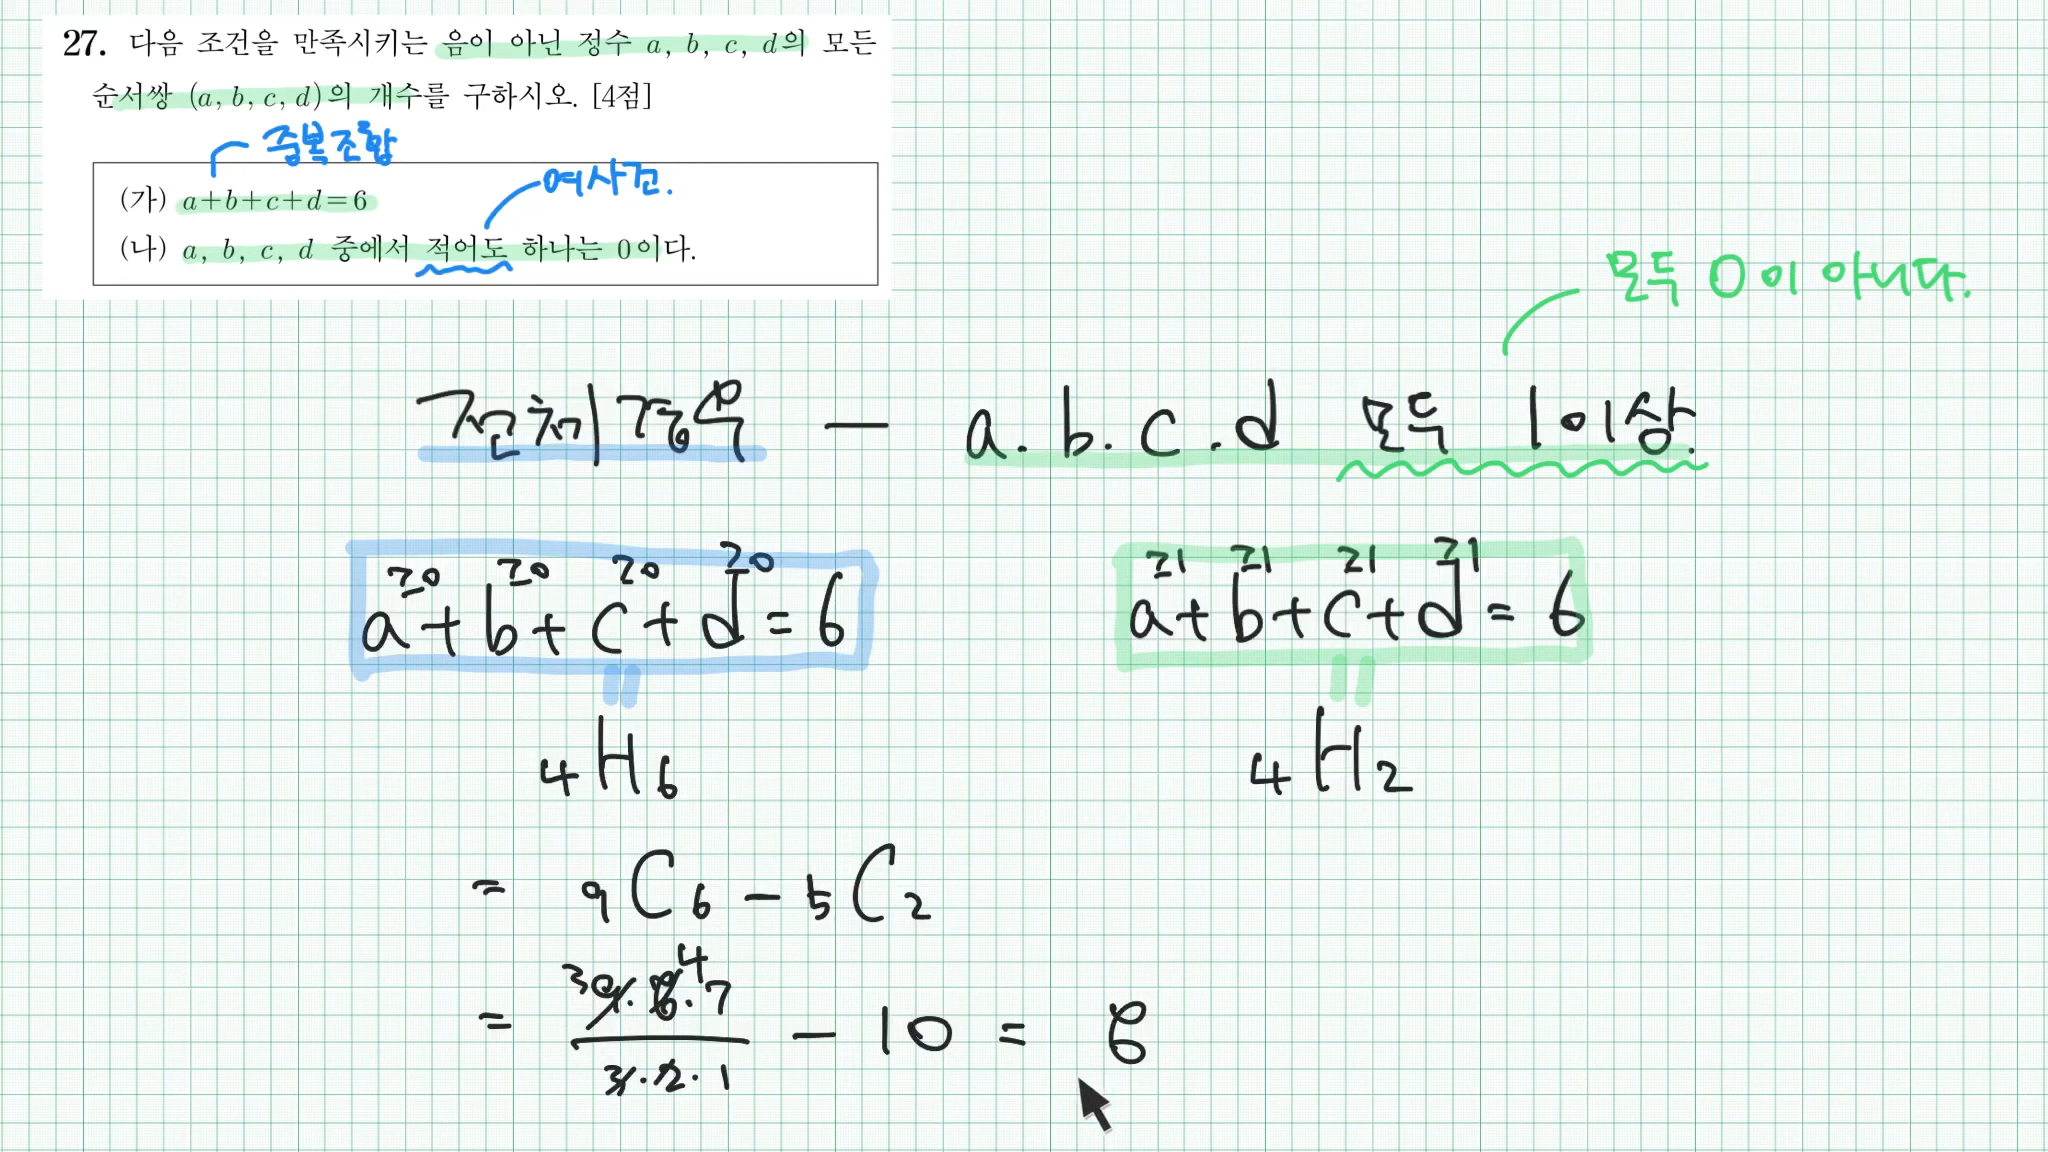 27. 다음 조건을 만족시키는 음이 아닌 정수 a, b, c, d의 모든
순서쌍 (a, b, c, d)의 개수를 구하시오. [4점]
중복조합
여사건.
(가) a+b+c+d=6
(나) a, b, c, d 중에서 적어도 하나는 0이다.
모두 0이 아니다.
전체 - a.b.c.d 모두 1이상.
a≥0 + b≥0 + c≥0 + d≥0 = 6
a≥1 + b≥1 + c≥1 + d≥1 = 6
=
=
4H6
4H2
= 9C6 - 5C2
= 3 9·8 4·7 / 3·2·1 - 10 =